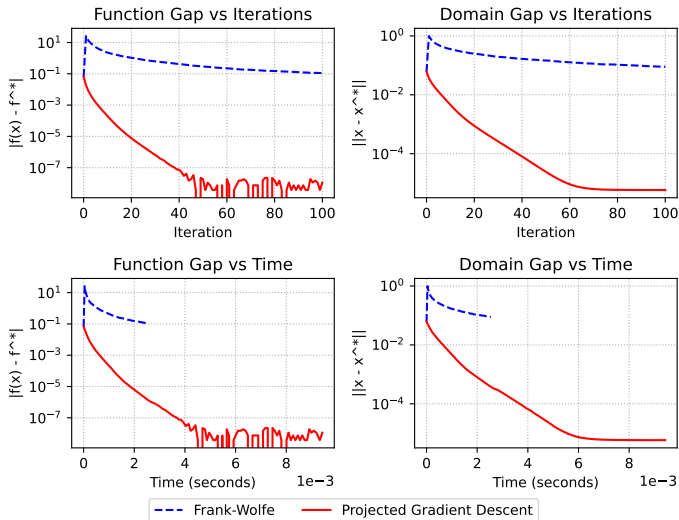 Function Gap vs Iterations
|f(x) - f^*|
10^1
10^-1
10^-3
10^-5
10^-7
0 20 40 60 80 100
Iteration
Domain Gap vs Iterations
||x - x^*||
10^0
10^-2
10^-4
0 20 40 60 80 100
Iteration
Function Gap vs Time
|f(x) - f^*|
10^1
10^-1
10^-3
10^-5
10^-7
0 2 4 6 8
Time (seconds)
1e−3
Domain Gap vs Time
||x - x^*||
10^0
10^-2
10^-4
0 2 4 6 8
Time (seconds)
1e−3
Frank-Wolfe
Projected Gradient Descent